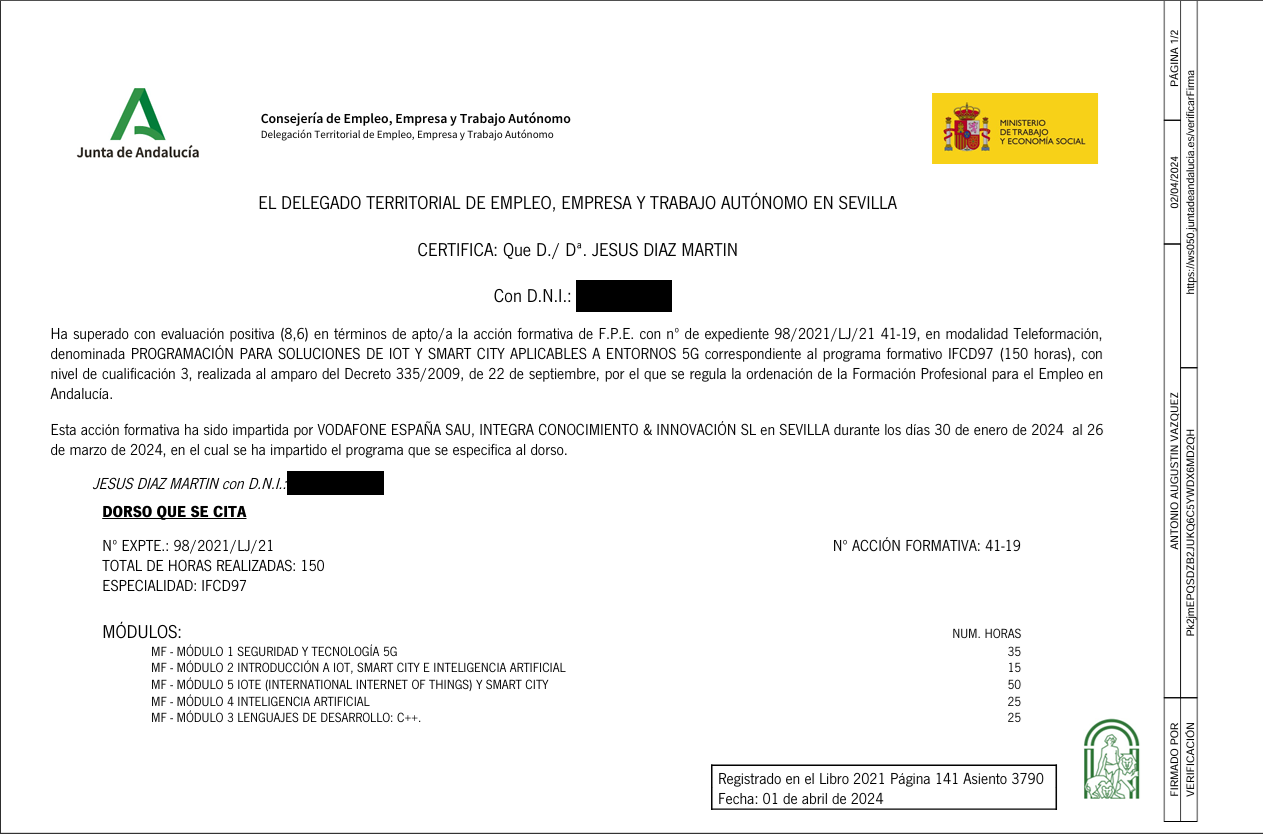 Junta de Andalucía
Consejería de Empleo, Empresa y Trabajo Autónomo
Delegación Territorial de Empleo, Empresa y Trabajo Autónomo
MINISTERIO
DE TRABAJO
Y ECONOMÍA SOCIAL
EL DELEGADO TERRITORIAL DE EMPLEO, EMPRESA Y TRABAJO AUTÓNOMO EN SEVILLA
CERTIFICA: Que D./ Dª. JESUS DIAZ MARTIN
Con D.N.I.:
Ha superado con evaluación positiva (8,6) en términos de apto/a la acción formativa de F.P.E. con n° de expediente 98/2021/LJ/21 41-19, en modalidad Teleformación,
denominada PROGRAMACIÓN PARA SOLUCIONES DE IOT Y SMART CITY APLICABLES A ENTORNOS 5G correspondiente al programa formativo IFCD97 (150 horas), con
nivel de cualificación 3, realizada al amparo del Decreto 335/2009, de 22 de septiembre, por el que se regula la ordenación de la Formación Profesional para el Empleo en
Andalucía.
Esta acción formativa ha sido impartida por VODAFONE ESPAÑA SAU, INTEGRA CONOCIMIENTO & INNOVACIÓN SL en SEVILLA durante los días 30 de enero de 2024 al 26
de marzo de 2024, en el cual se ha impartido el programa que se especifica al dorso.
JESUS DIAZ MARTIN con D.N.I.:
DORSO QUE SE CITA
N° EXPTE.: 98/2021/LJ/21 N° ACCIÓN FORMATIVA: 41-19
TOTAL DE HORAS REALIZADAS: 150
ESPECIALIDAD: IFCD97
MÓDULOS: NUM. HORAS
MF - MÓDULO 1 SEGURIDAD Y TECNOLOGÍA 5G 35
MF - MÓDULO 2 INTRODUCCIÓN A IOT, SMART CITY E INTELIGENCIA ARTIFICIAL 15
MF - MÓDULO 5 IOTE (INTERNATIONAL INTERNET OF THINGS) Y SMART CITY 50
MF - MÓDULO 4 INTELIGENCIA ARTIFICIAL 25
MF - MÓDULO 3 LENGUAJES DE DESARROLLO: C++. 25
Registrado en el Libro 2021 Página 141 Asiento 3790
Fecha: 01 de abril de 2024
FIRMADO POR ANTONIO AUGUSTIN VAZQUEZ 02/04/2024 PÁGINA 1/2
VERIFICACIÓN Pk2jmEPQSDZB2JUKQ6C5YWDX6MD2QH https://ws050.juntadeandalucia.es/verificarFirma